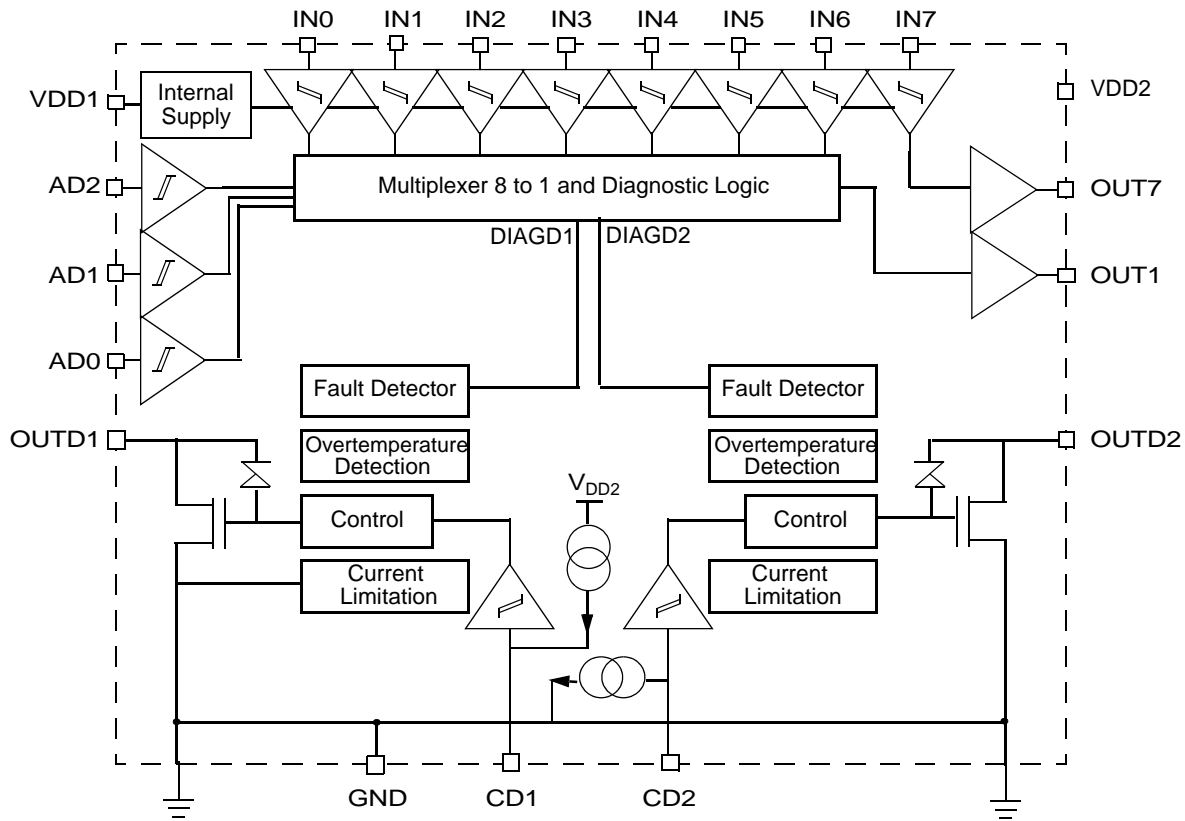 IN0 IN1 IN2 IN3 IN4 IN5 IN6 IN7
VDD1
Internal
Supply
VDD2
AD2
Multiplexer 8 to 1 and Diagnostic Logic
OUT7
DIAGD1 DIAGD2
AD1
OUT1
AD0
Fault Detector
Fault Detector
OUTD1
Overtemperature
Detection
Overtemperature
Detection
OUTD2
VDD2
Control
Control
Current
Limitation
Current
Limitation
GND
CD1
CD2